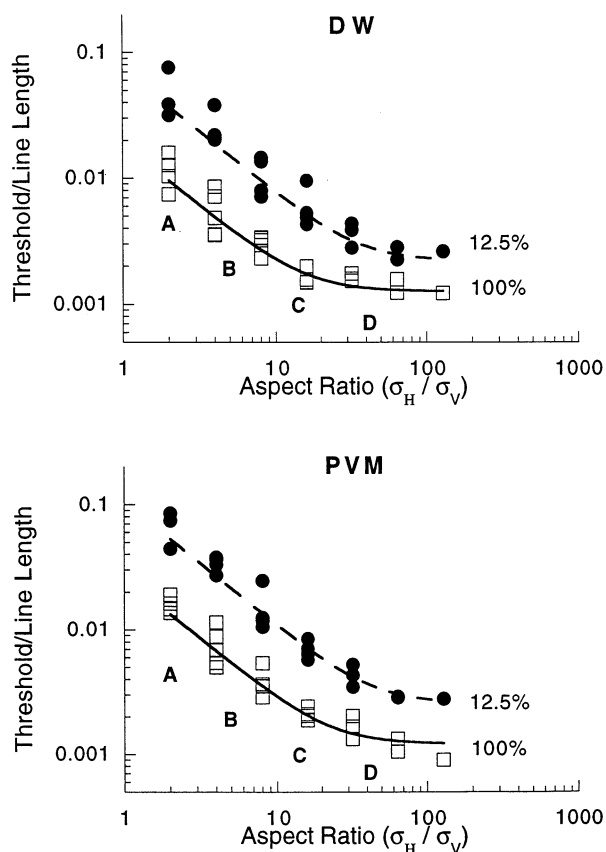 DW
Threshold/Line Length
0.1
0.01
0.001
A
B
C
D
12.5%
100%
1
10
100
1000
Aspect Ratio (σH / σV)
PVM
Threshold/Line Length
0.1
0.01
0.001
A
B
C
D
12.5%
100%
1
10
100
1000
Aspect Ratio (σH / σV)